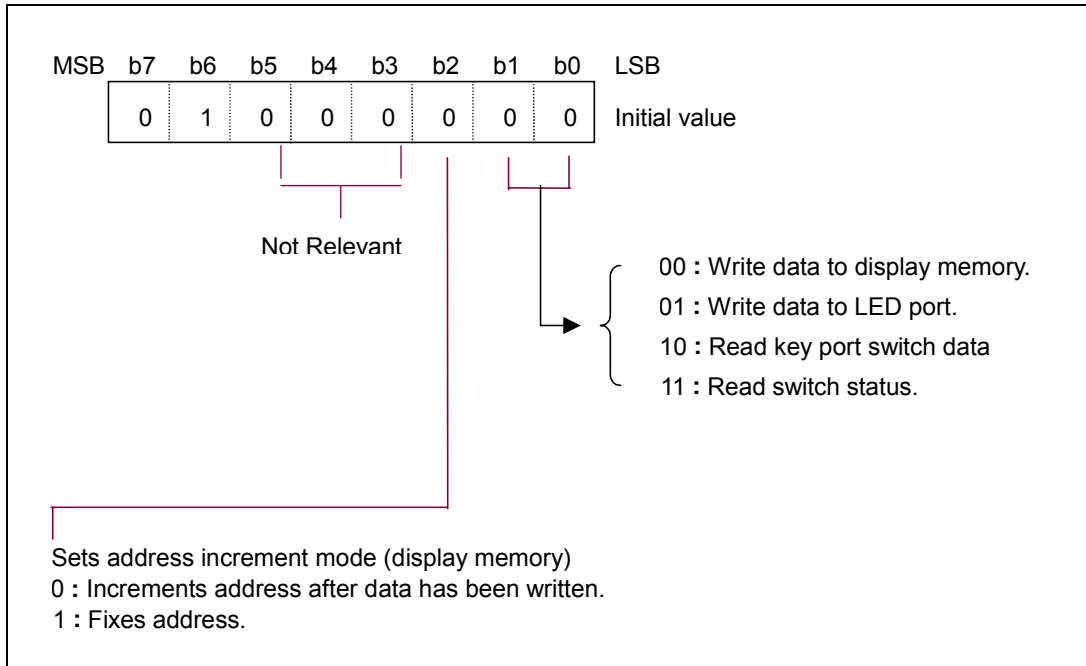 MSB b7 b6 b5 b4 b3 b2 b1 b0 LSB
0 1 0 0 0 0 0 0 Initial value
Not Relevant
00 : Write data to display memory.
01 : Write data to LED port.
10 : Read key port switch data
11 : Read switch status.
Sets address increment mode (display memory)
0 : Increments address after data has been written.
1 : Fixes address.